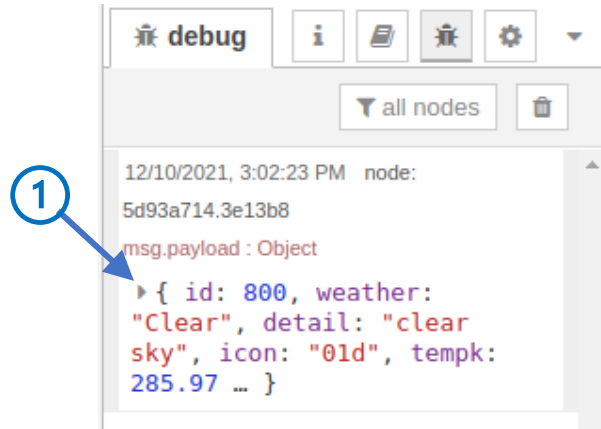 debug
i
all nodes
1
12/10/2021, 3:02:23 PM node:
5d93a714.3e13b8
msg.payload : Object
{ id: 800, weather:
"Clear", detail: "clear
sky", icon: "01d", tempk:
285.97 … }